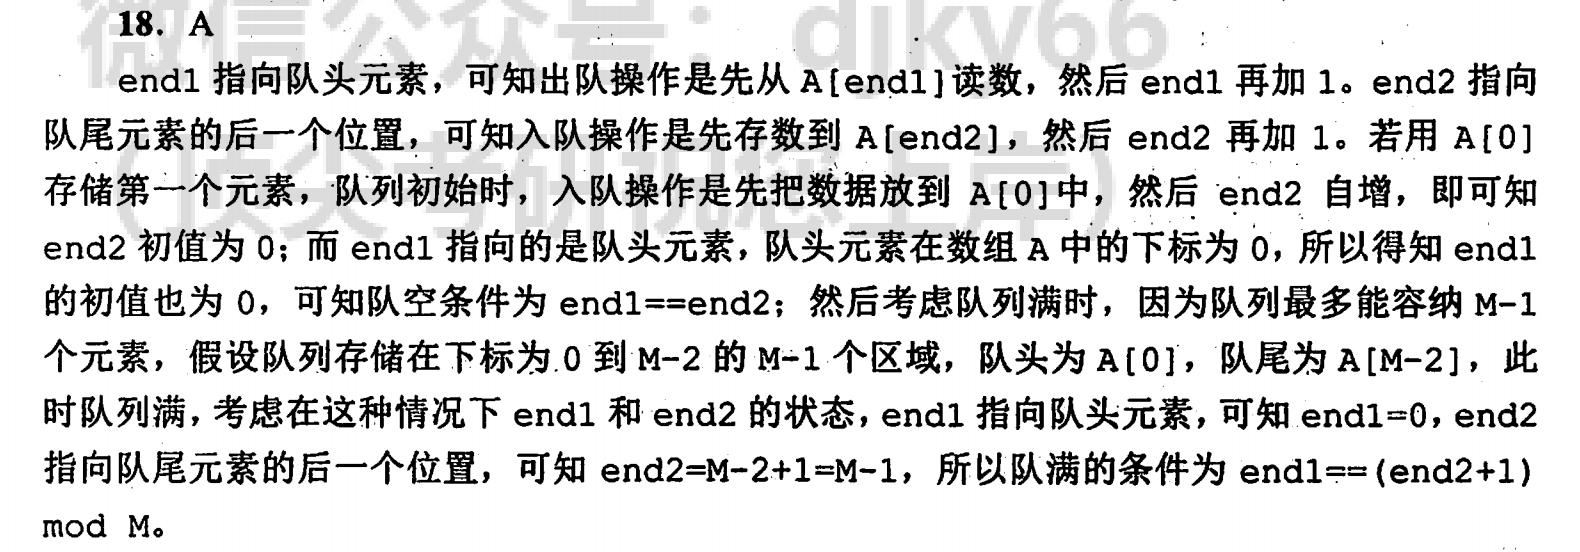 微信公众号：djky66
18. A
end1 指向队头元素，可知出队操作是先从 A[end1]读数，然后 end1 再加 1。end2 指向
队尾元素的后一个位置，可知入队操作是先存数到 A[end2]，然后 end2 再加 1。若用 A[0]
（顶尖考研祝您上岸）
存储第一个元素，队列初始时，入队操作是先把数据放到 A[0]中，然后 end2 自增，即可知
end2 初值为 0；而 end1 指向的是队头元素，队头元素在数组 A 中的下标为 0，所以得知 end1
的初值也为 0，可知队空条件为 end1==end2；然后考虑队列满时，因为队列最多能容纳 M-1
个元素，假设队列存储在下标为 0 到 M-2 的 M-1 个区域，队头为 A[0]，队尾为 A[M-2]，此
时队列满，考虑在这种情况下 end1 和 end2 的状态，end1 指向队头元素，可知 end1=0，end2
指向队尾元素的后一个位置，可知 end2=M-2+1=M-1，所以队满的条件为 end1==(end2+1)
mod M。